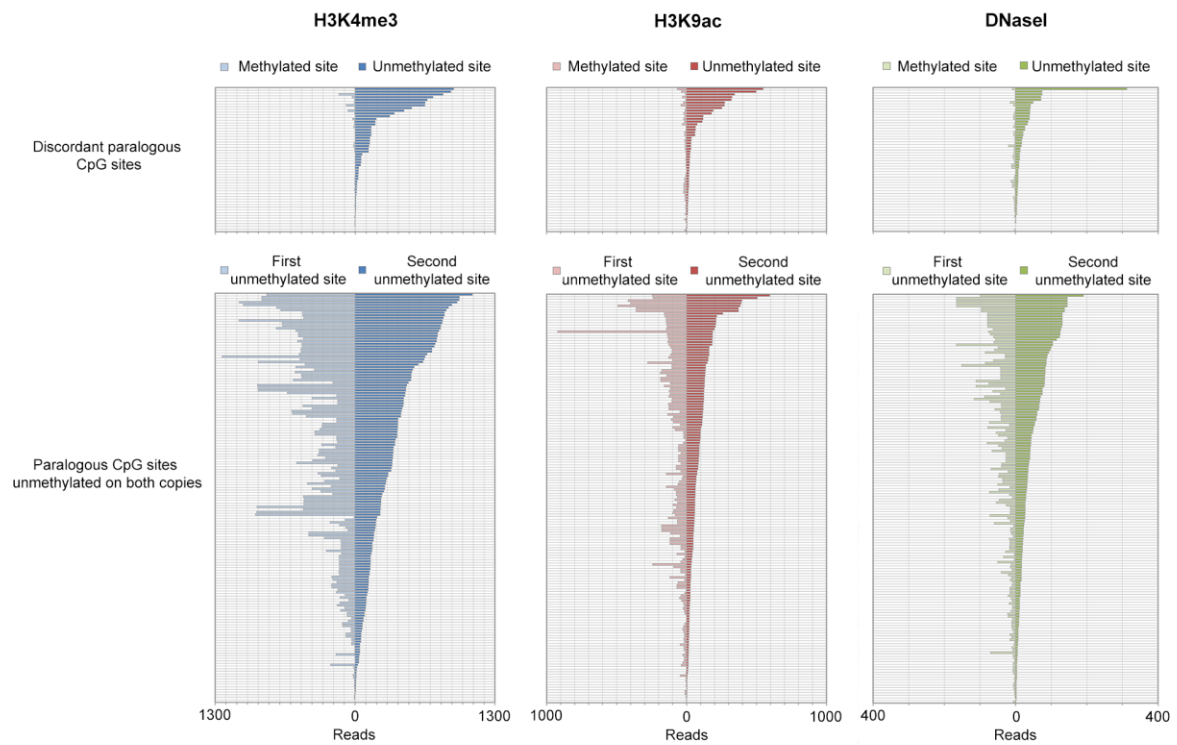 H3K4me3 H3K9ac DNaseI
Methylated site Unmethylated site Methylated site Unmethylated site Methylated site Unmethylated site
Discordant paralogous
CpG sites
First Second First Second First Second
unmethylated site unmethylated site unmethylated site unmethylated site unmethylated site unmethylated site
Paralogous CpG sites
unmethylated on both copies
1300 0 1300 1000 0 1000 400 0 400
Reads Reads Reads